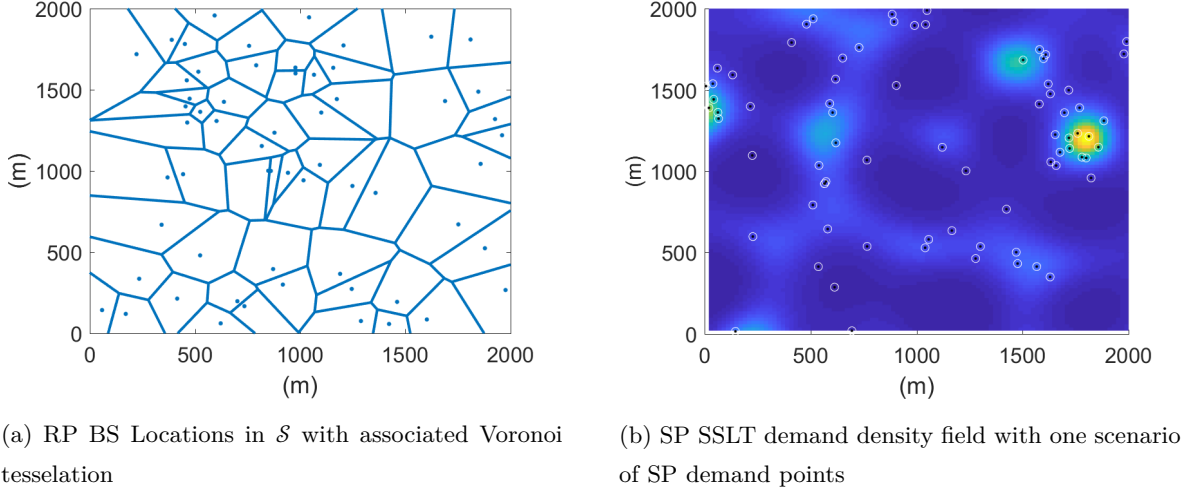 2000
1500
1000
500
0
(m)
0
500
1000
1500
2000
(m)
(a) RP BS Locations in 𝒮 with associated Voronoi
tesselation
2000
1500
1000
500
0
(m)
0
500
1000
1500
2000
(m)
(b) SP SSLT demand density field with one scenario
of SP demand points